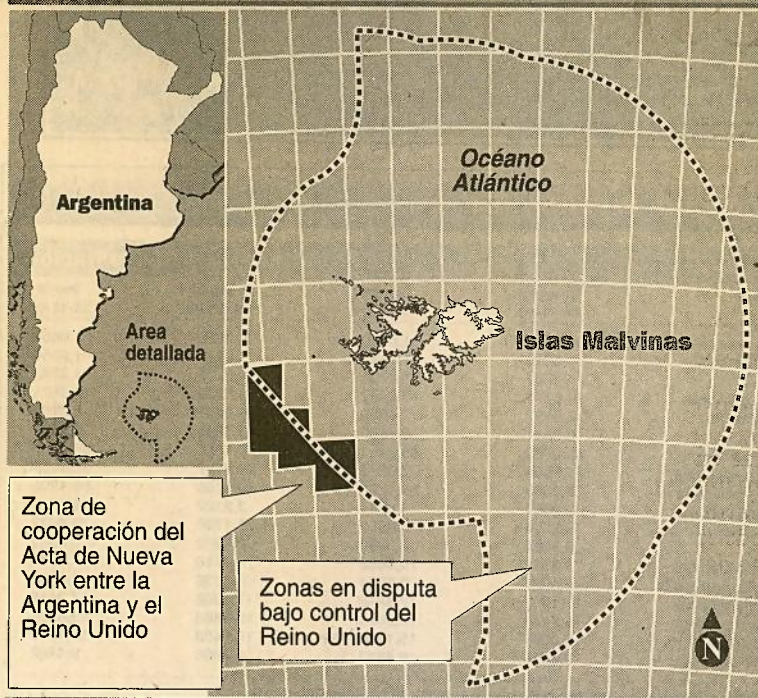 Argentina
Area
detallada
Océano
Atlántico
Islas Malvinas
Zona de
cooperación del
Acta de Nueva
York entre la
Argentina y el
Reino Unido
Zonas en disputa
bajo control del
Reino Unido
N